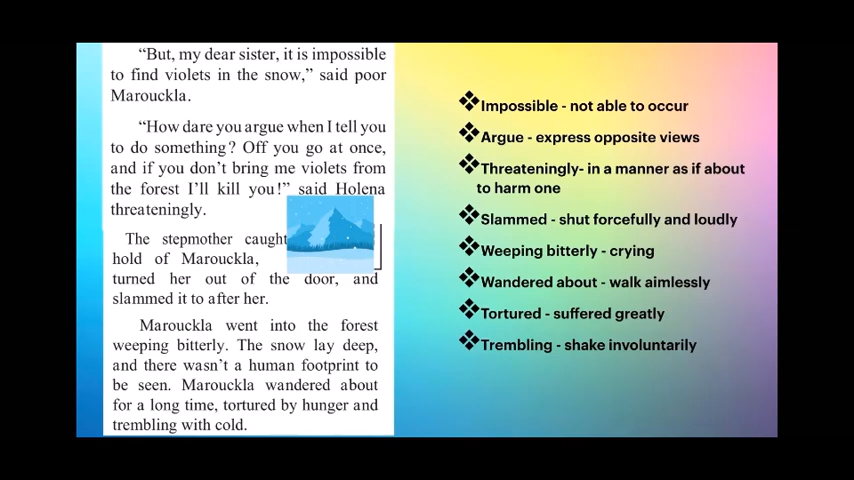 “But, my dear sister, it is impossible
to find violets in the snow,” said poor
Marouckla.
“How dare you argue when I tell you
to do something? Off you go at once,
and if you don’t bring me violets from
the forest I’ll kill you!” said Holena
threateningly.
The stepmother caught
hold of Marouckla,
turned her out of the door, and
slammed it to after her.
Marouckla went into the forest
weeping bitterly. The snow lay deep,
and there wasn’t a human footprint to
be seen. Marouckla wandered about
for a long time, tortured by hunger and
trembling with cold.
❖Impossible - not able to occur
❖Argue - express opposite views
❖Threateningly- in a manner as if about
to harm one
❖Slammed - shut forcefully and loudly
❖Weeping bitterly - crying
❖Wandered about - walk aimlessly
❖Tortured - suffered greatly
❖Trembling - shake involuntarily